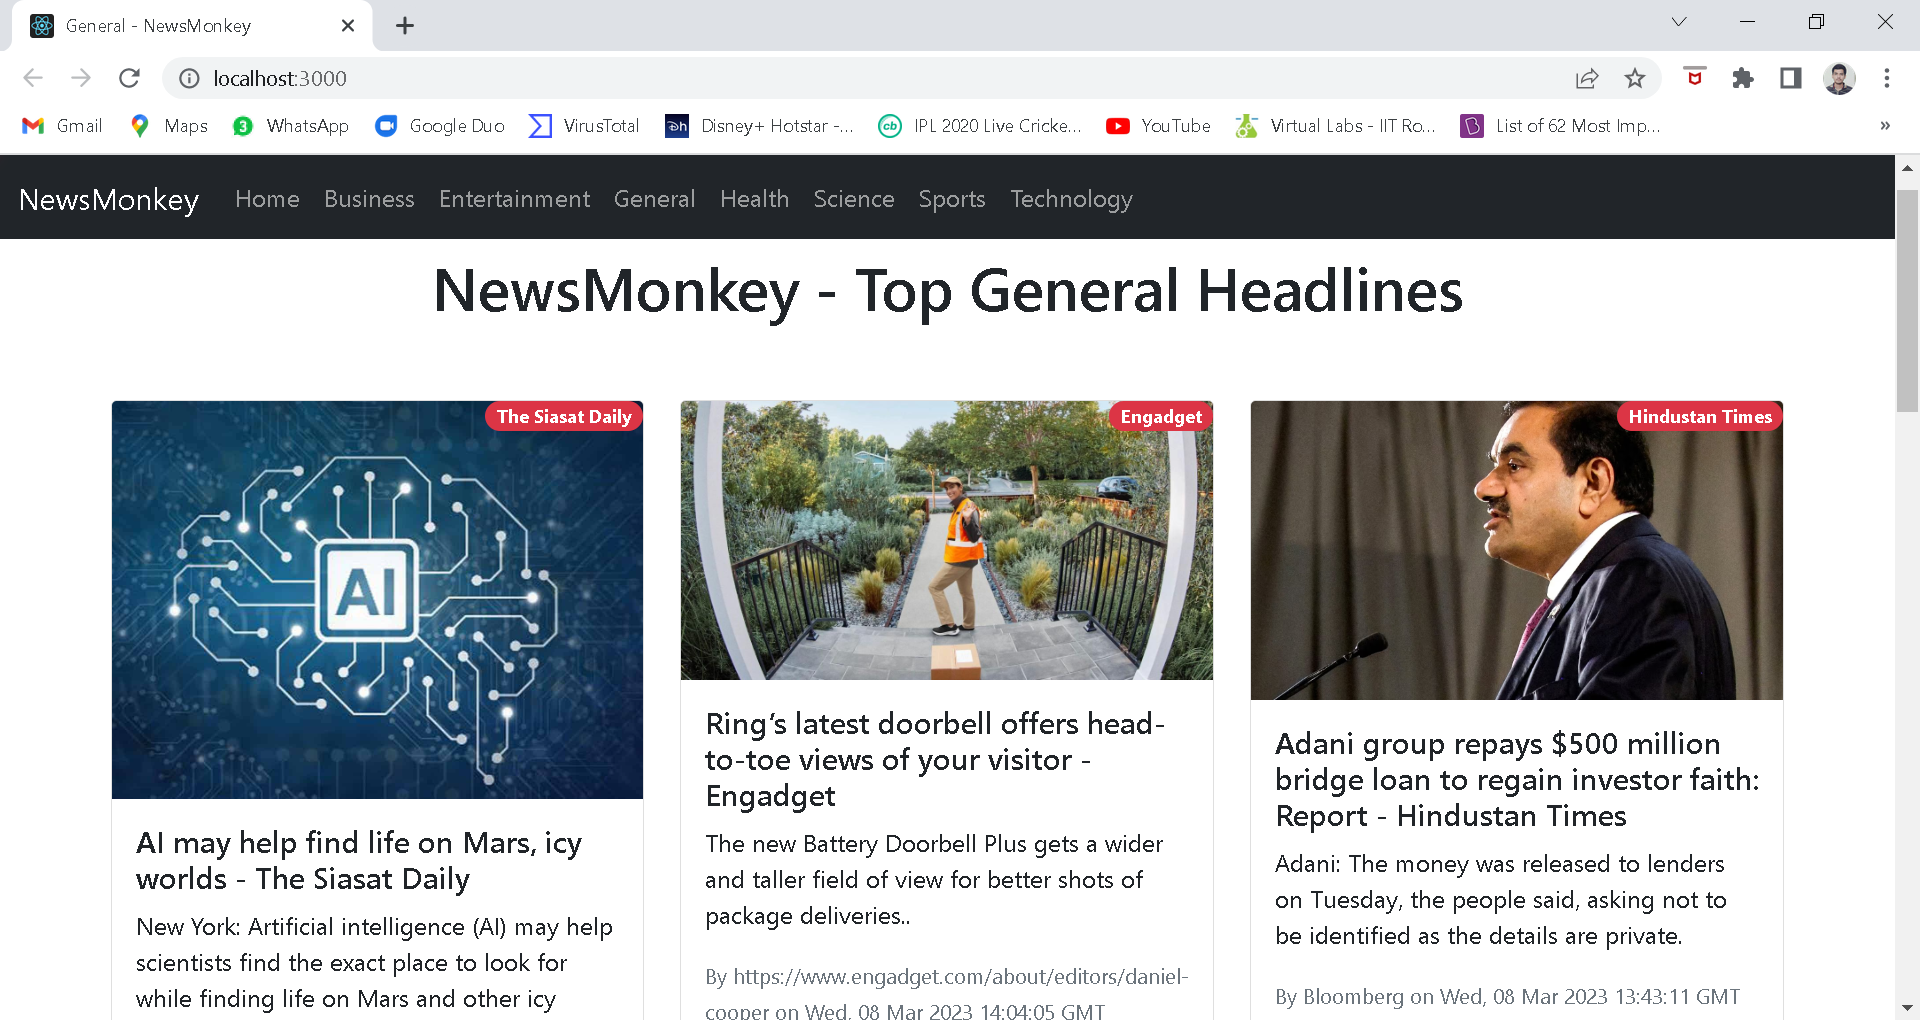 General - NewsMonkey
localhost:3000
Gmail Maps 3 WhatsApp Google Duo VirusTotal Disney+ Hotstar -... cb IPL 2020 Live Cricke... YouTube Virtual Labs - IIT Ro... List of 62 Most Imp... »
NewsMonkey Home Business Entertainment General Health Science Sports Technology
NewsMonkey - Top General Headlines
The Siasat Daily
AI
AI may help find life on Mars, icy
worlds - The Siasat Daily
New York: Artificial intelligence (AI) may help
scientists find the exact place to look for
while finding life on Mars and other icy
Engadget
Ring’s latest doorbell offers head-
to-toe views of your visitor -
Engadget
The new Battery Doorbell Plus gets a wider
and taller field of view for better shots of
package deliveries..
By https://www.engadget.com/about/editors/daniel-
cooper on Wed, 08 Mar 2023 14:04:05 GMT
Hindustan Times
Adani group repays $500 million
bridge loan to regain investor faith:
Report - Hindustan Times
Adani: The money was released to lenders
on Tuesday, the people said, asking not to
be identified as the details are private.
By Bloomberg on Wed, 08 Mar 2023 13:43:11 GMT